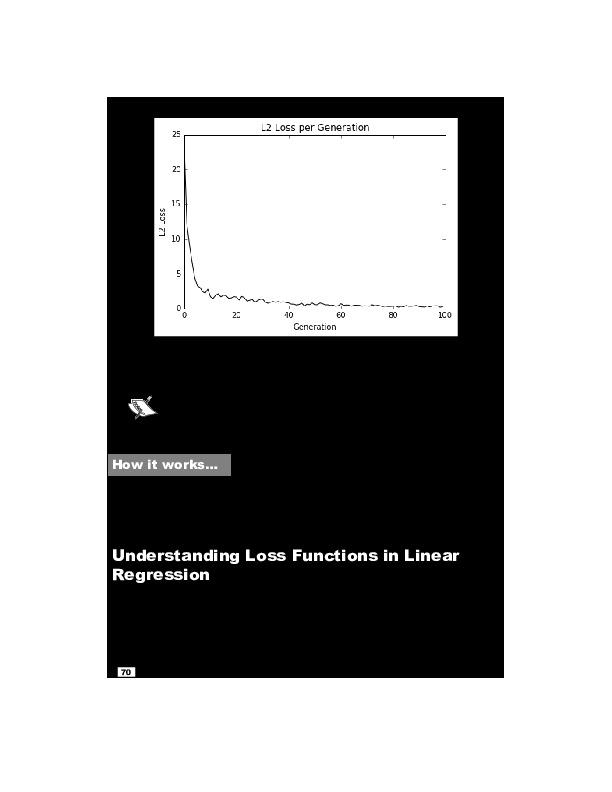 L2 Loss per Generation
25
20
15
10
5
0
L2 Loss
0 20 40 60 80 100
Generation
How it works...
Understanding Loss Functions in Linear
Regression
70